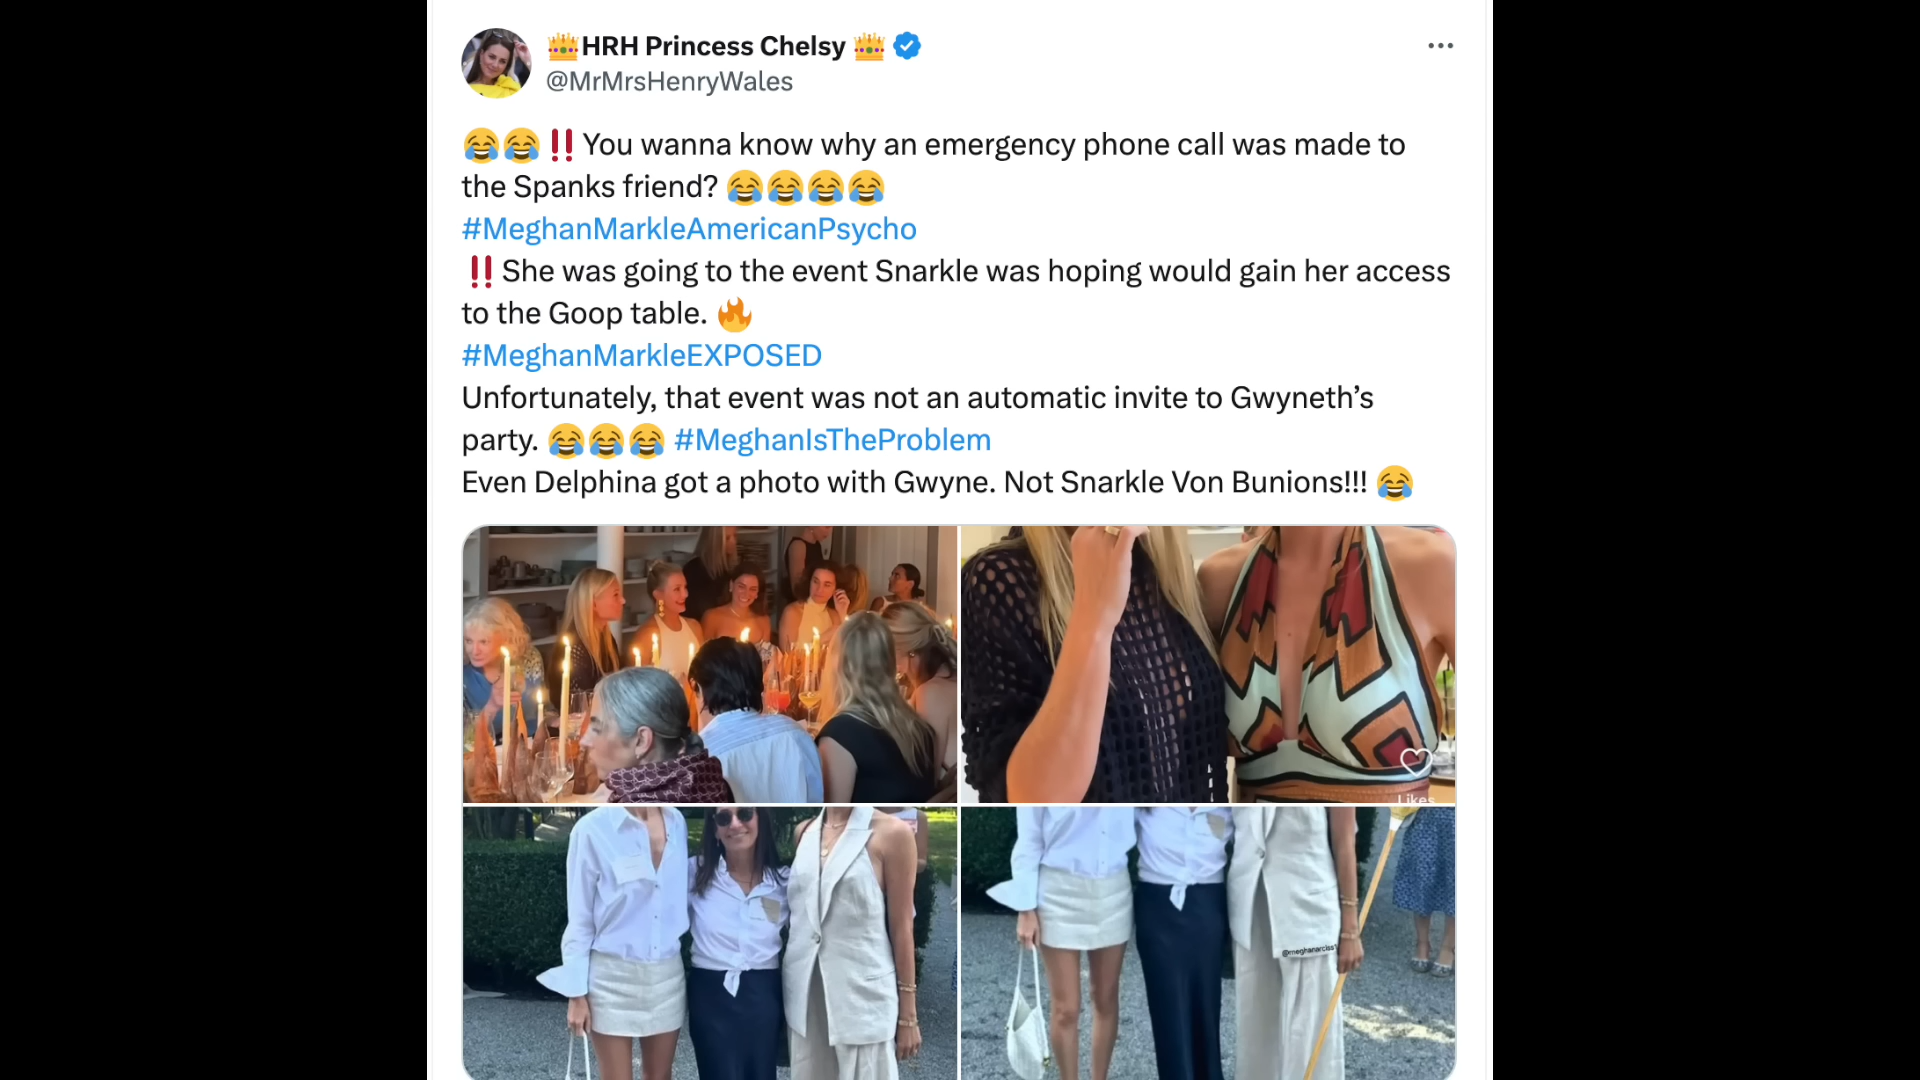 👑HRH Princess Chelsy 👑
@MrMrsHenryWales
😂😂‼️You wanna know why an emergency phone call was made to
the Spanks friend? 😂😂😂😂
#MeghanMarkleAmericanPsycho
‼️She was going to the event Snarkle was hoping would gain her access
to the Goop table. 🔥
#MeghanMarkleEXPOSED
Unfortunately, that event was not an automatic invite to Gwyneth’s
party. 😂😂😂 #MeghanIsTheProblem
Even Delphina got a photo with Gwyne. Not Snarkle Von Bunions!!! 😂
Likes